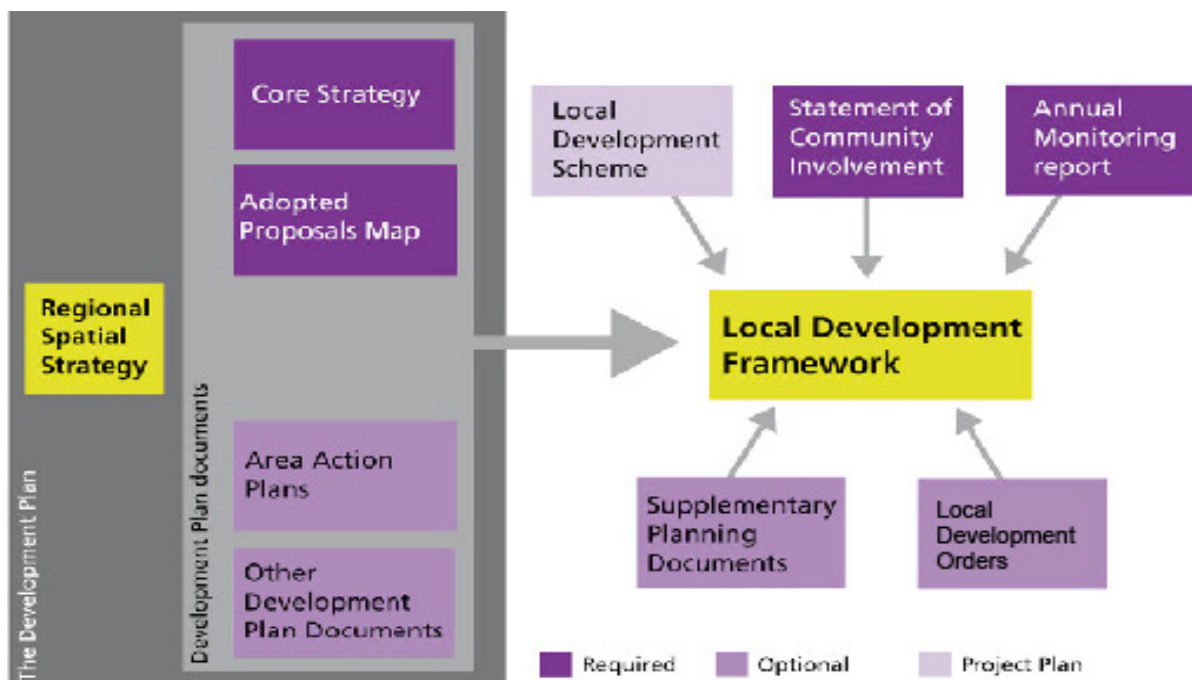 The Development Plan
Regional
Spatial
Strategy
Development Plan documents
Core Strategy
Adopted
Proposals Map
Area Action
Plans
Other
Development
Plan Documents
Local
Development
Scheme
Statement of
Community
Involvement
Annual
Monitoring
report
Local Development
Framework
Supplementary
Planning
Documents
Local
Development
Orders
Required
Optional
Project Plan